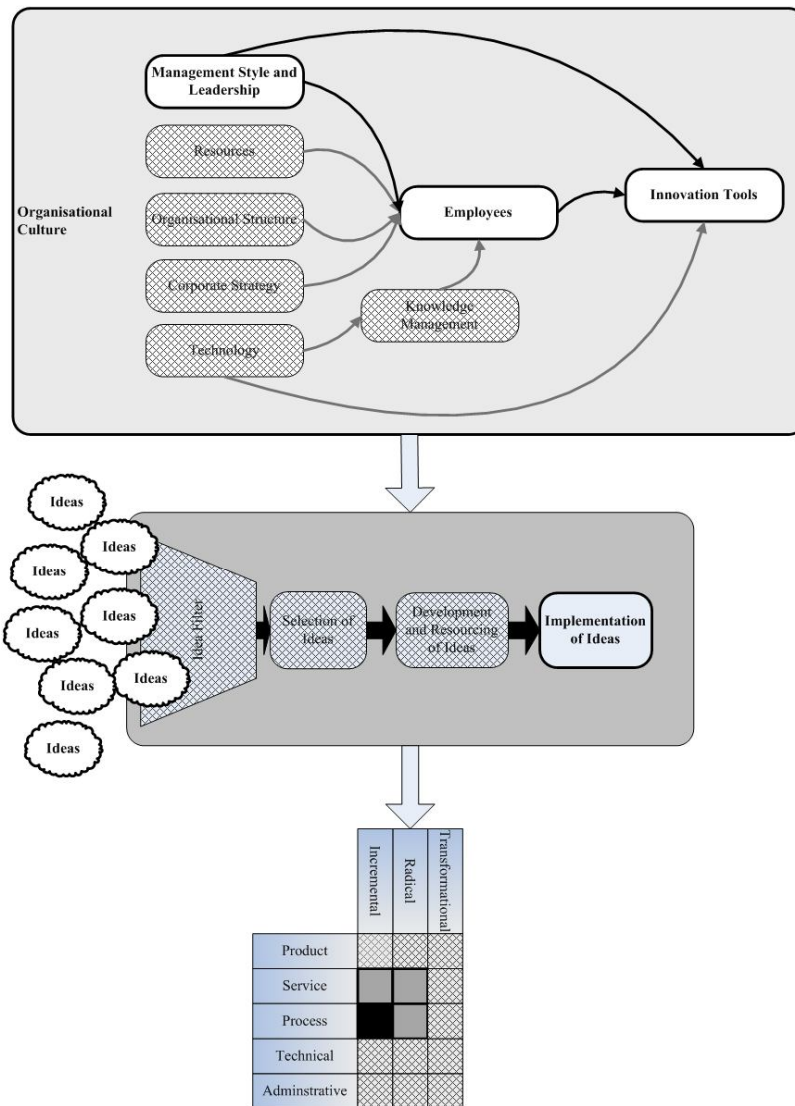 Management Style and
Leadership
Resources
Organisational
Culture
Organisational Structure
Employees
Innovation Tools
Corporate Strategy
Knowledge
Management
Technology
Ideas
Ideas
Ideas
Ideas
Ideas
Ideas
Ideas
Ideas
Idea Filter
Selection of
Ideas
Development
and Resourcing
of Ideas
Implementation
of Ideas
Incremental
Radical
Transformational
Product
Service
Process
Technical
Adminstrative